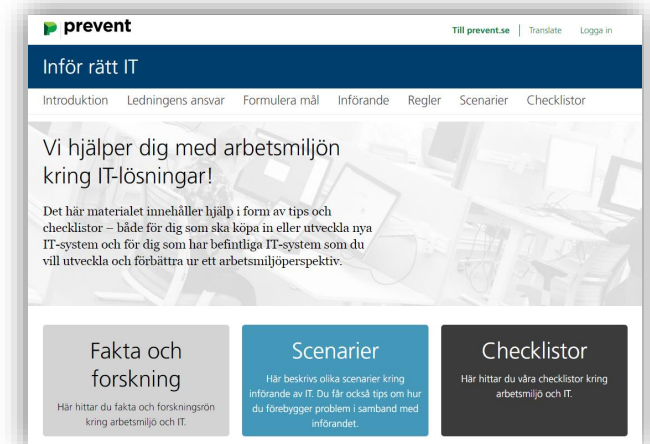 prevent
Till prevent.se | Translate Logga in
Inför rätt IT
Introduktion Ledningens ansvar Formulera mål Införande Regler Scenarier Checklistor
Vi hjälper dig med arbetsmiljön
kring IT-lösningar!
Det här materialet innehåller hjälp i form av tips och
checklistor – både för dig som ska köpa in eller utveckla nya
IT-system och för dig som har befintliga IT-system som du
vill utveckla och förbättra ur ett arbetsmiljöperspektiv.
Fakta och
forskning
Här hittar du fakta och forskningsrön
kring arbetsmiljö och IT.
Scenarier
Här beskrivs olika scenarier kring
införande av IT. Du får också tips om hur
du förebygger problem i samband med
införandet.
Checklistor
Här hittar du våra checklistor kring
arbetsmiljö och IT.